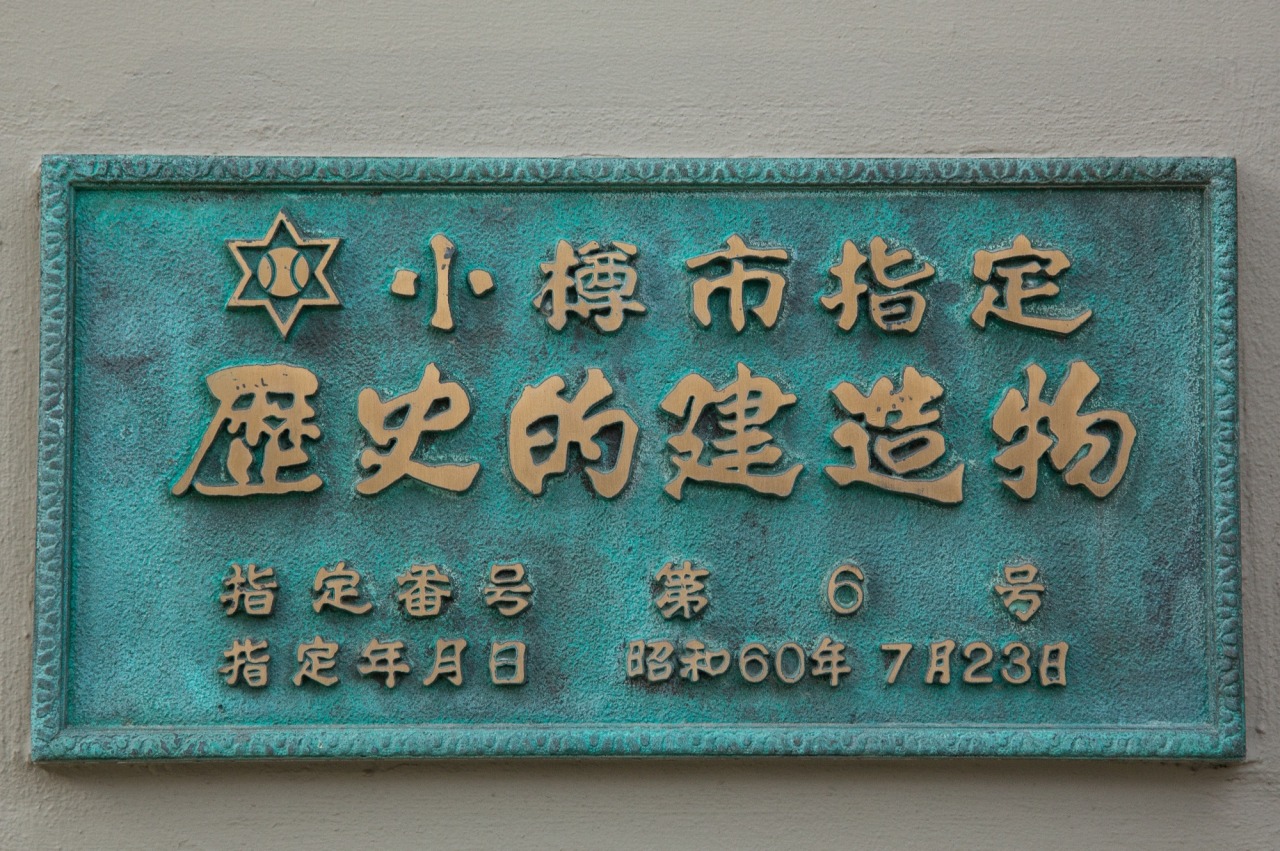 小樽市指定
歴史的建造物
指定番号 第6号
指定年月日 昭和60年7月23日